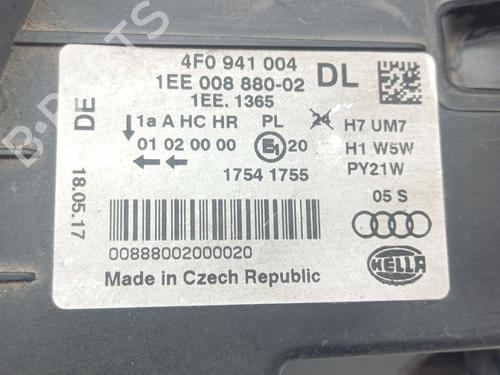 4F0 941 004
1EE 008 880-02
DL
1EE. 1365
DE
1a A HC HR PL 24 H7 UM7
01 02 00 00 E1 20 H1 W5W
PY21W
1754 1755
18.05.17
05 S
00888002000020
HELLA
Made in Czech Republic
B-PARTS